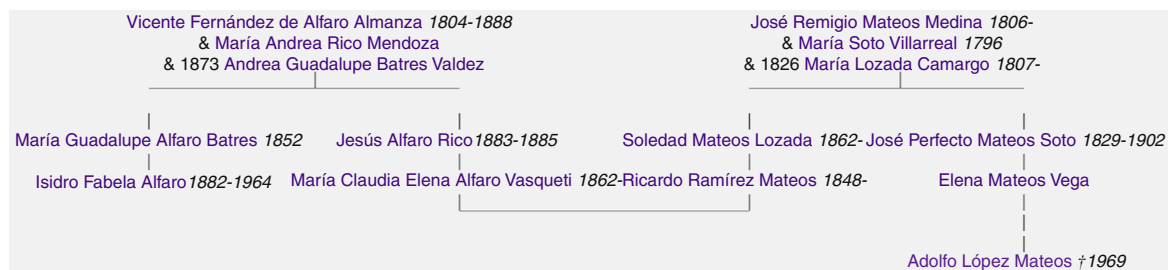 Vicente Fernández de Alfaro Almanza 1804-1888
& María Andrea Rico Mendoza
& 1873 Andrea Guadalupe Batres Valdez
José Remigio Mateos Medina 1806-
& María Soto Villarreal 1796
& 1826 María Lozada Camargo 1807-
María Guadalupe Alfaro Batres 1852
Jesús Alfaro Rico1883-1885
Soledad Mateos Lozada 1862-
José Perfecto Mateos Soto 1829-1902
Isidro Fabela Alfaro1882-1964
María Claudia Elena Alfaro Vasqueti 1862-
Ricardo Ramírez Mateos 1848-
Elena Mateos Vega
Adolfo López Mateos †1969